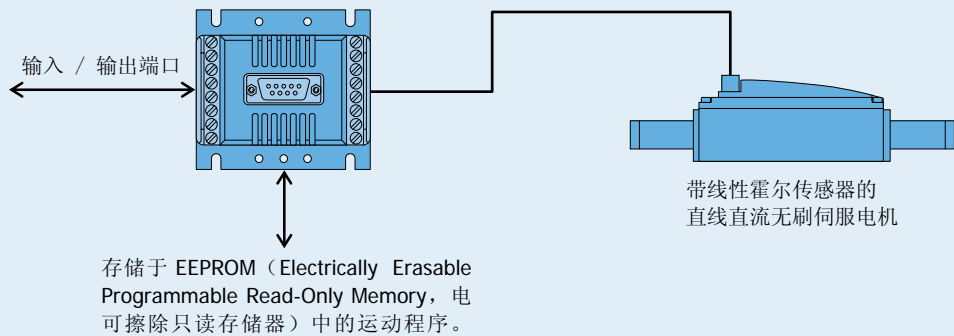 输入 / 输出端口
带线性霍尔传感器的
直线直流无刷伺服电机
存储于 EEPROM（Electrically Erasable
Programmable Read-Only Memory，电
可擦除只读存储器）中的运动程序。